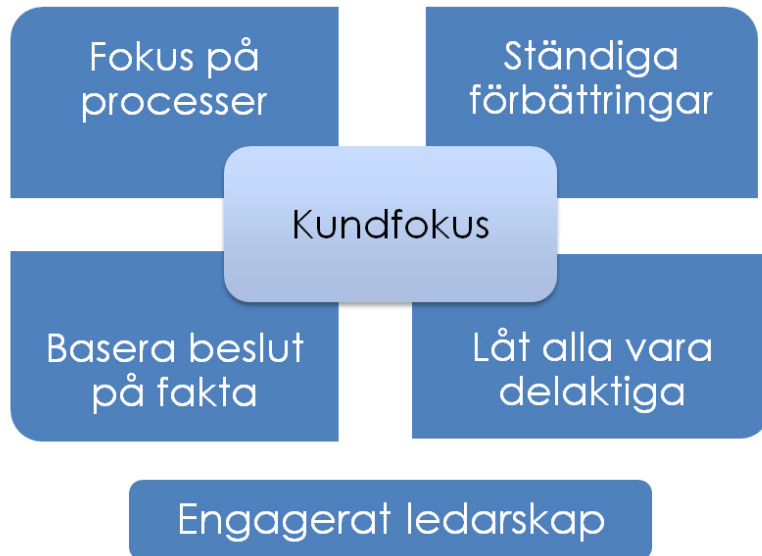 Fokus på
processer
Ständiga
förbättringar
Kundfokus
Basera beslut
på fakta
Låt alla vara
delaktiga
Engagerat ledarskap